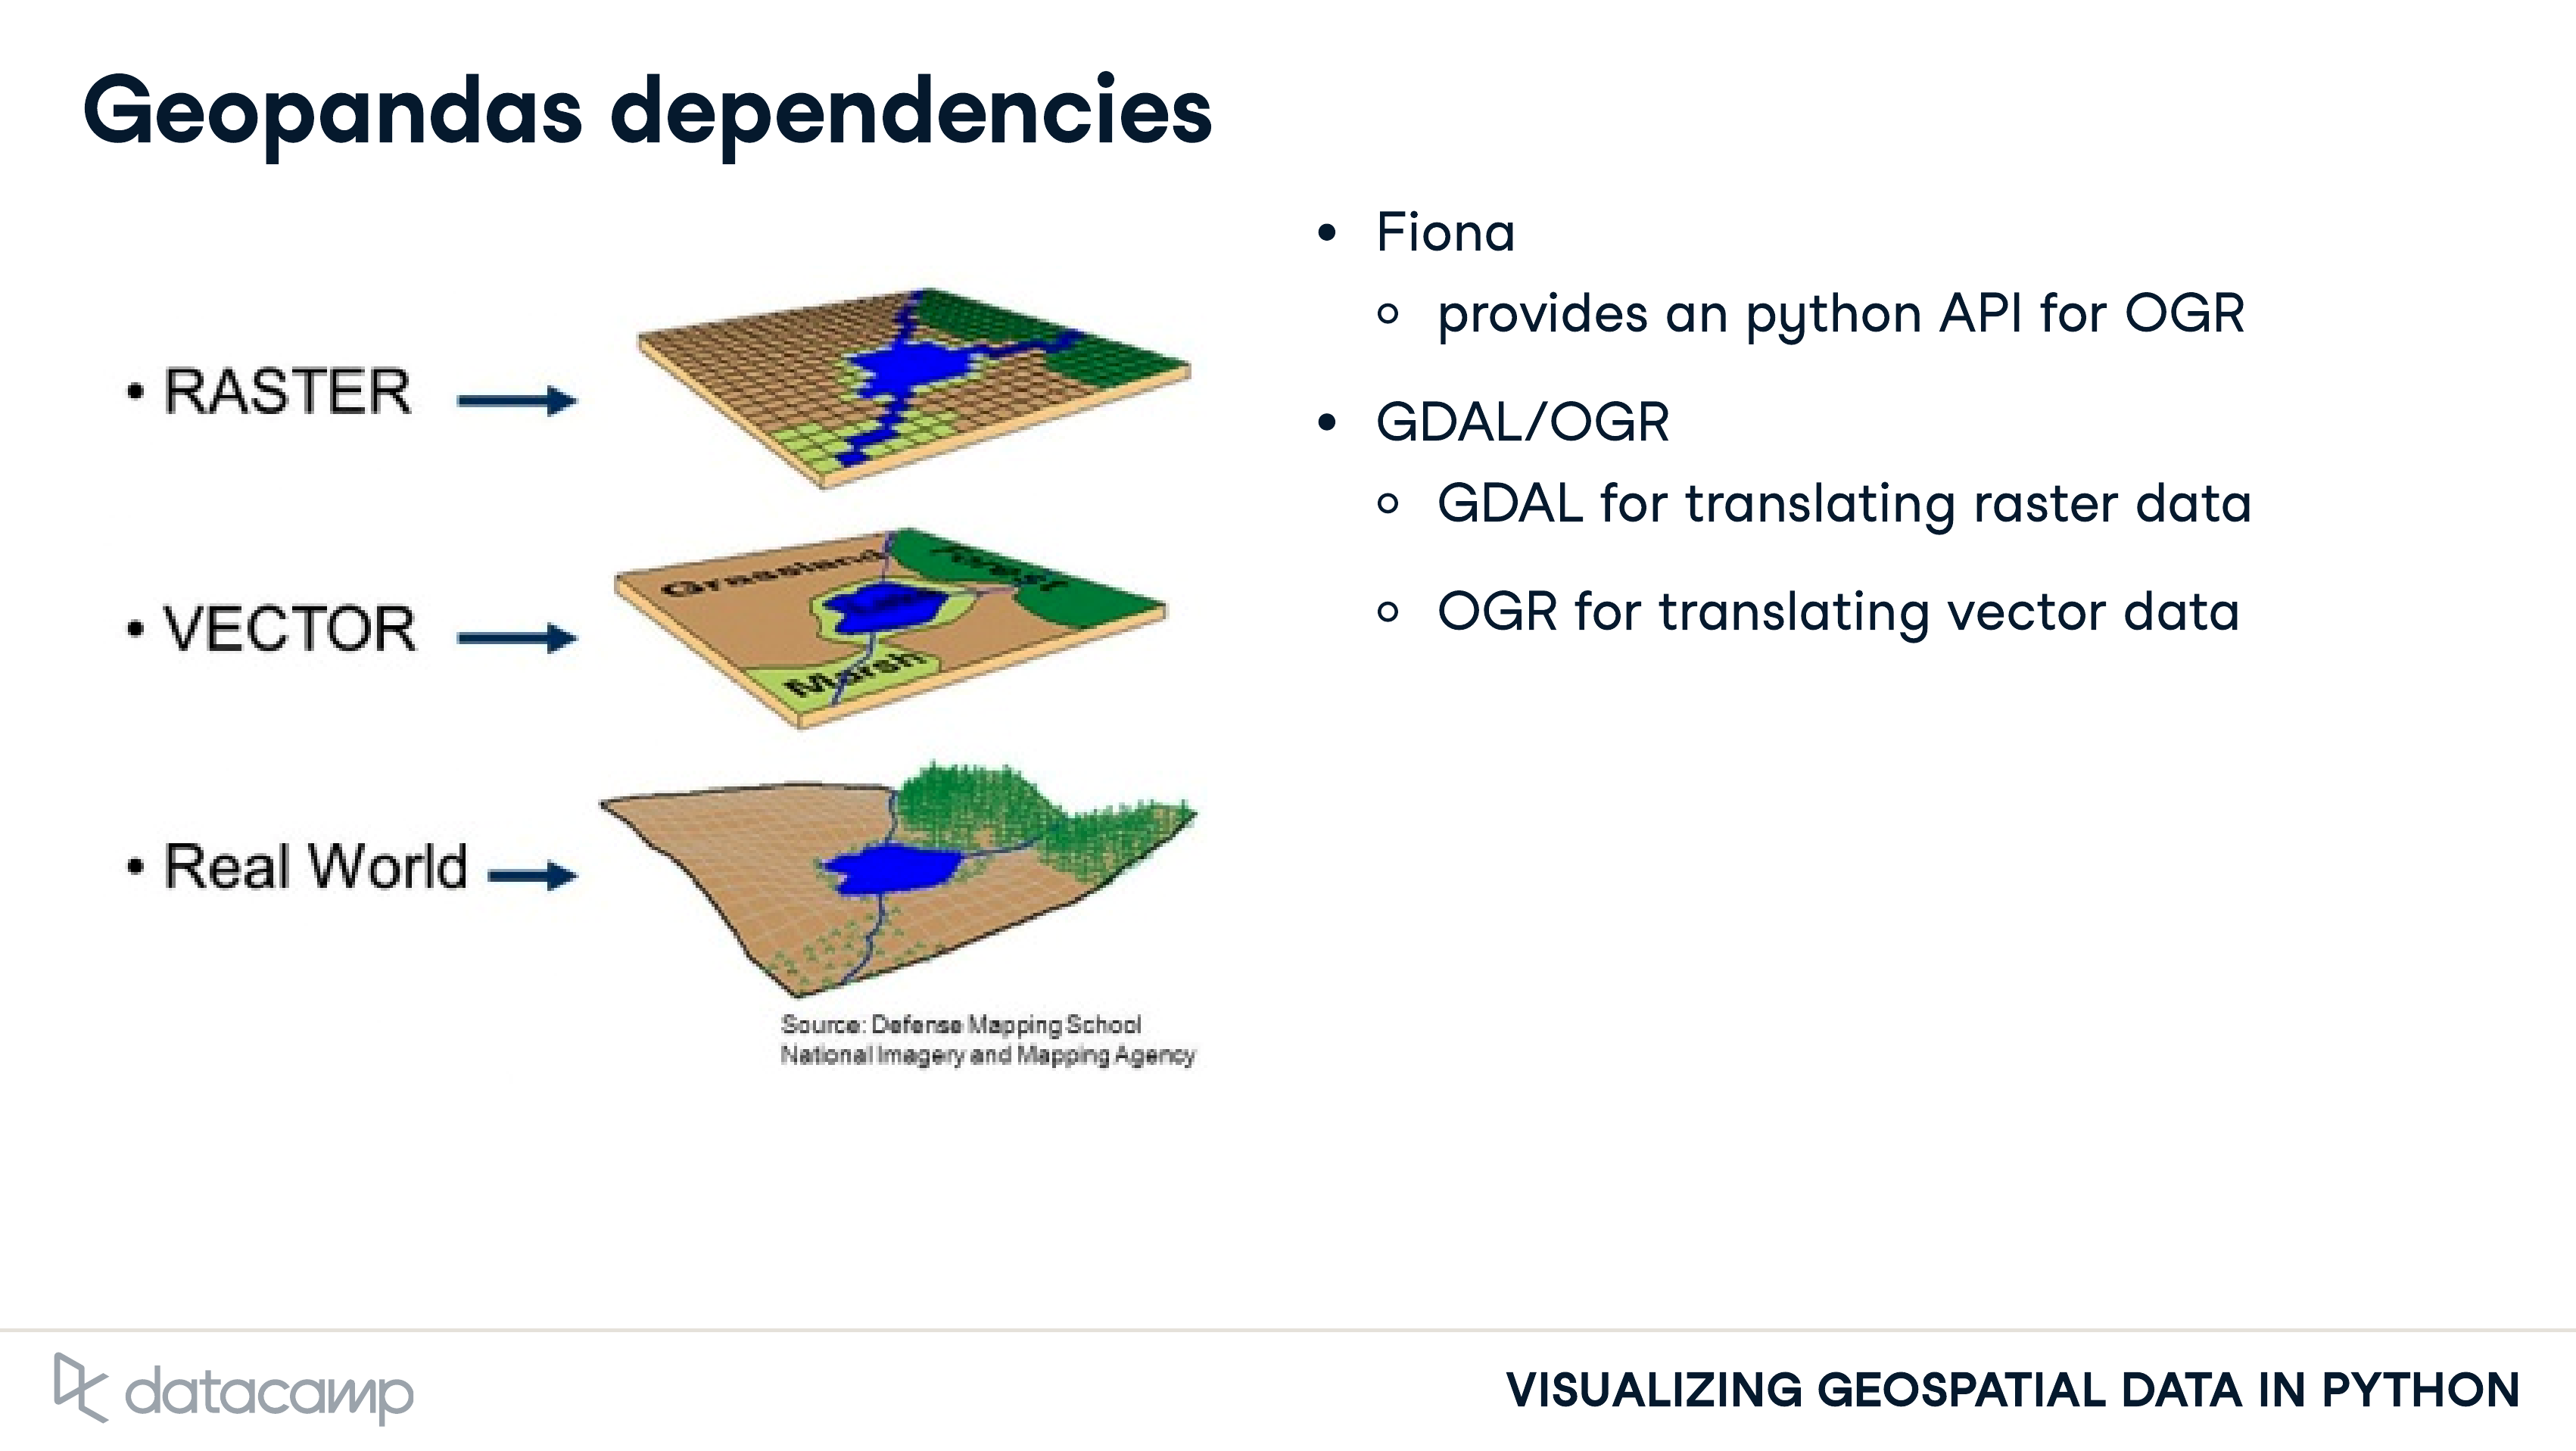 Geopandas dependencies
• RASTER
• VECTOR
Grassland
Marsh
• Real World
Source: Defense Mapping School
National Imagery and Mapping Agency
• Fiona
provides an python API for OGR
• GDAL/OGR
GDAL for translating raster data
OGR for translating vector data
datacamp
VISUALIZING GEOSPATIAL DATA IN PYTHON